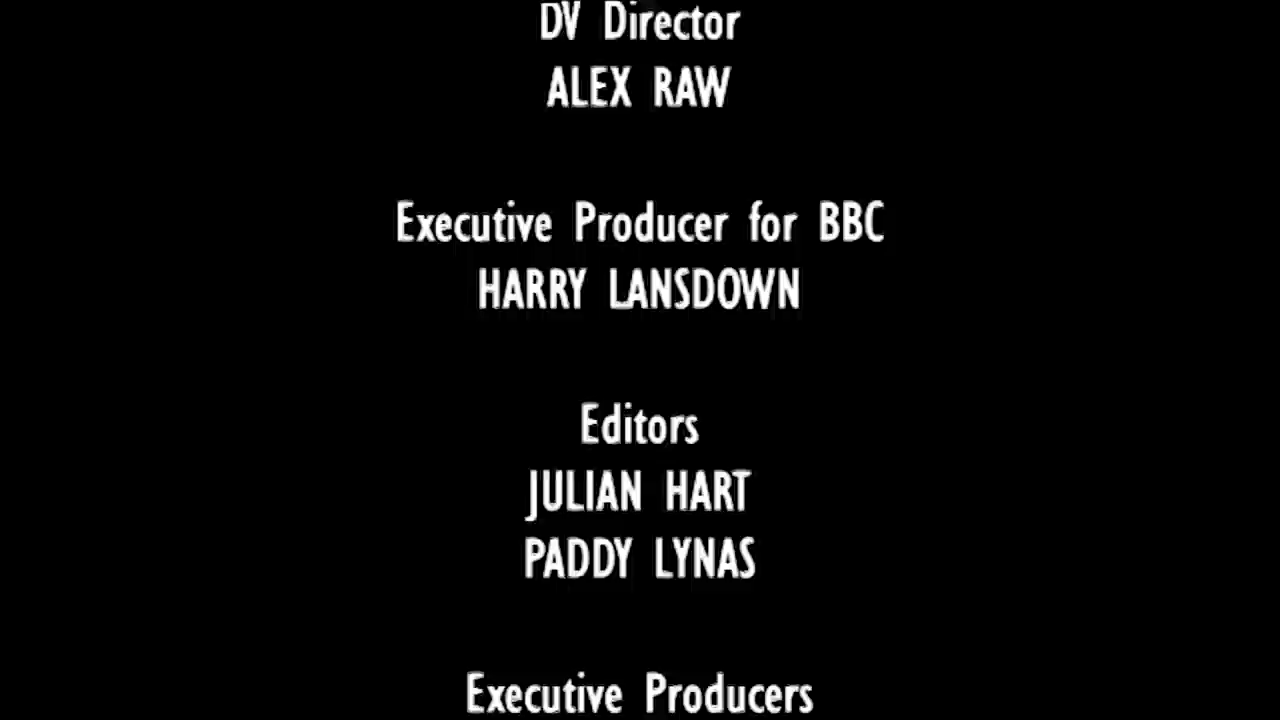 DV Director
ALEX RAW
Executive Producer for BBC
HARRY LANSDOWN
Editors
JULIAN HART
PADDY LYNAS
Executive Producers